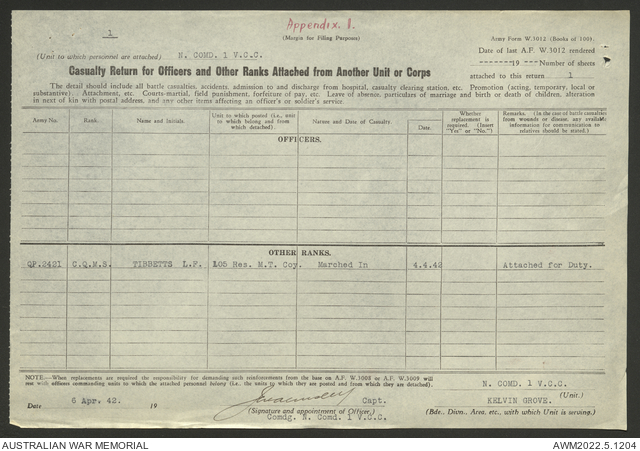 Appendix 1.
1
(Margin for Filing Purposes)
Army Form W.3012 (Books of 100).
(Unit to which personnel are attached) N. COMD. 1 V.C.C.
Date of last A.F. W.3012 rendered
19 Number of sheets
Casualty Return for Officers and Other Ranks Attached from Another Unit or Corps
attached to this return 1
The detail should include all battle casualties, accidents, admission to and discharge from hospital, casualty clearing station, etc. Promotion (acting, temporary, local or
substantive). Attachment, etc. Courts-martial, field punishment, forfeiture of pay, etc. Leave of absence, particulars of marriage and birth or death of children, alteration
in next of kin with postal address, and any other items affecting an officer's or soldier's service.
Army No.
Rank.
Name and Initials.
Unit to which posted (i.e., unit
to which belong and from
which detached).
Nature and Date of Casualty.
Date.
Whether
replacement is
required. (Insert
"Yes" or "No.")
Remarks. (In the case of battle casualties
from wounds or disease, any available
information for communication to
relatives should be stated.)
OFFICERS.
OTHER RANKS.
QP.2421 C.Q.M.S. TIBBETTS L.F. 105 Res. M.T. Coy. Marched In 4.4.42 Attached for Duty.
NOTE—When replacements are required the responsibility for demanding such reinforcements from the base on A.F. W.3008 or A.F. W.3009 will
rest with officers commanding units to which the attached personnel belong (i.e., the units to which they are posted and from which they are detached).
N. COMD. 1 V.C.C.
(Unit.)
Date 6 Apr. 42. 19
Capt.
KELVIN GROVE.
(Signature and appointment of Officer.)
(Bde., Divn., Area, etc., with which Unit is serving.)
Comdg. N. Comd. 1 V.C.C.
AUSTRALIAN WAR MEMORIAL
AWM2022.5.1204